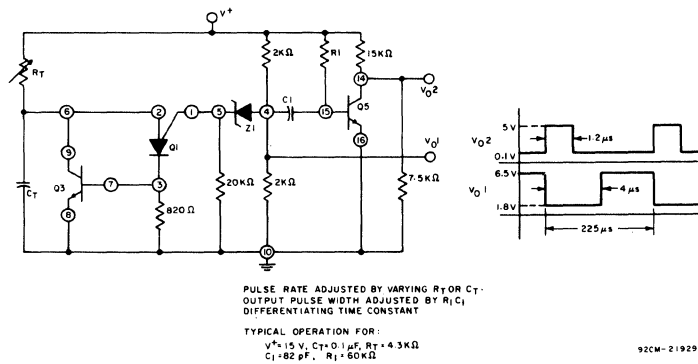 V+
RT
2KΩ
R1
15KΩ
14
6
2
1
5
Z1
4
C1
15
Q5
VO2
9
Q1
16
VO1
Q3
7
3
CT
8
820Ω
20KΩ
2KΩ
7.5KΩ
10
5V
VO2
1.2μs
0.1V
6.5V
VO1
4μs
1.8V
225μs
PULSE RATE ADJUSTED BY VARYING RT OR CT.
OUTPUT PULSE WIDTH ADJUSTED BY R1C1
DIFFERENTIATING TIME CONSTANT
TYPICAL OPERATION FOR:
V+=15 V, CT=0.1 μF, RT=4.3KΩ
C1=82 pF, R1=60KΩ
92CM-21929